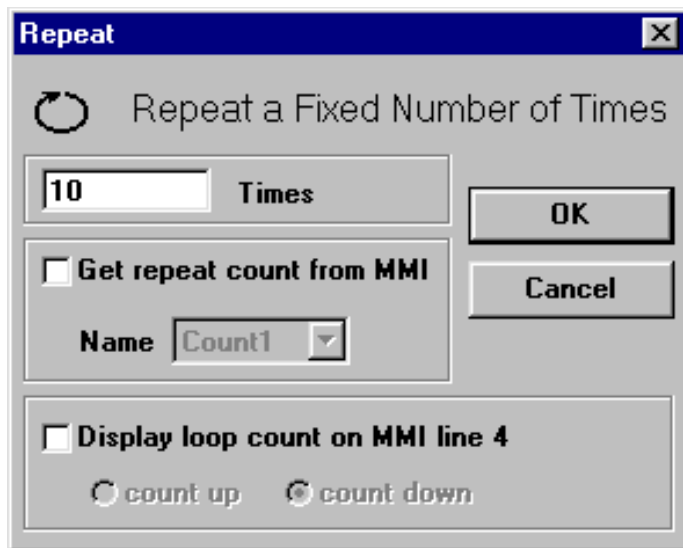 Repeat
Repeat a Fixed Number of Times
10 Times
OK
Get repeat count from MMI
Cancel
Name Count1
Display loop count on MMI line 4
count up count down